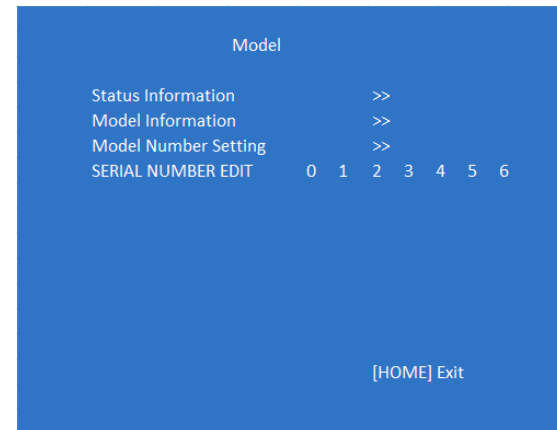 Model
Status Information >>
Model Information >>
Model Number Setting >>
SERIAL NUMBER EDIT 0 1 2 3 4 5 6
[HOME] Exit